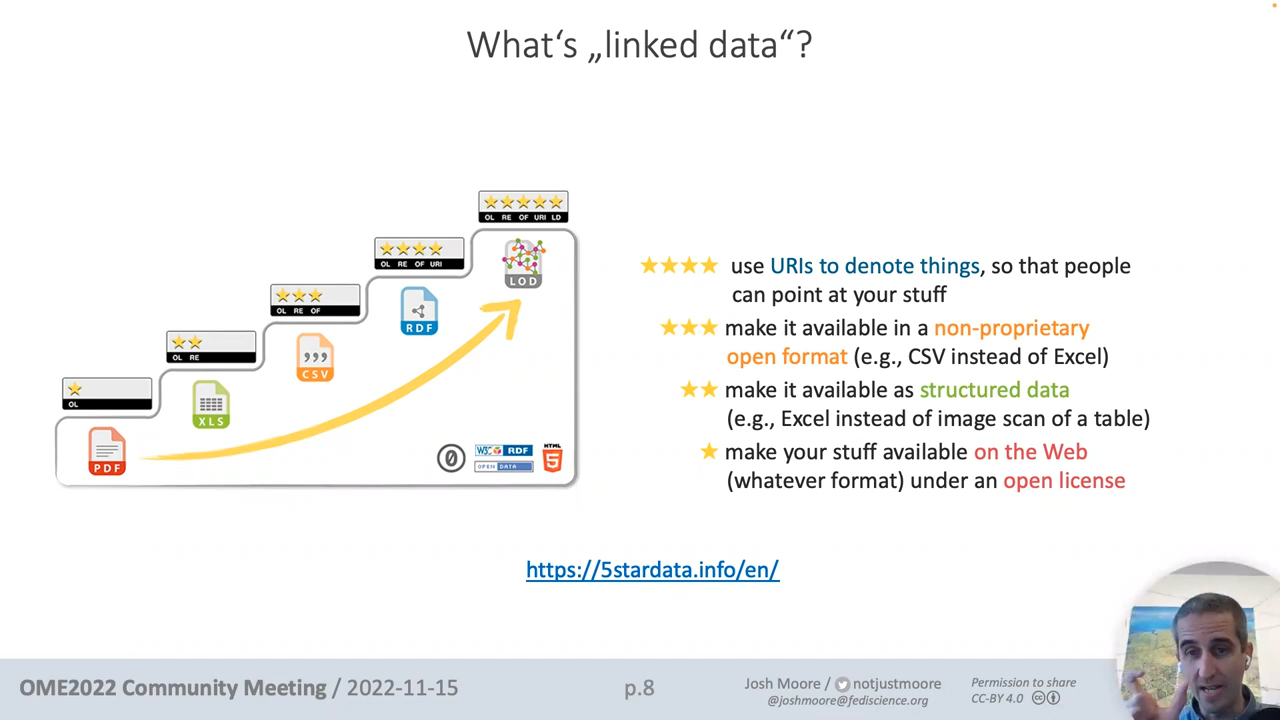 What‘s „linked data“?
OL RE OF URI LD
OL RE OF URI
OL RE OF
OL RE
OL
LOD
RDF
CSV
XLS
PDF
W3C RDF
OPEN DATA
HTML
5
use URIs to denote things, so that people
can point at your stuff
make it available in a non-proprietary
open format (e.g., CSV instead of Excel)
make it available as structured data
(e.g., Excel instead of image scan of a table)
make your stuff available on the Web
(whatever format) under an open license
https://5stardata.info/en/
OME2022 Community Meeting / 2022-11-15
p.8
Josh Moore / notjustmoore
@joshmoore@fediscience.org
Permission to share
CC-BY 4.0